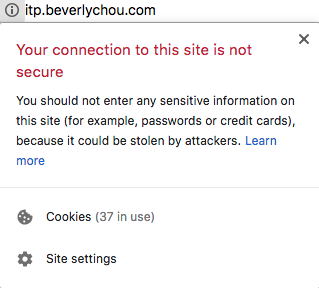 itp.beverlychou.com
Your connection to this site is not
secure
You should not enter any sensitive information on
this site (for example, passwords or credit cards),
because it could be stolen by attackers. Learn
more
Cookies (37 in use)
Site settings